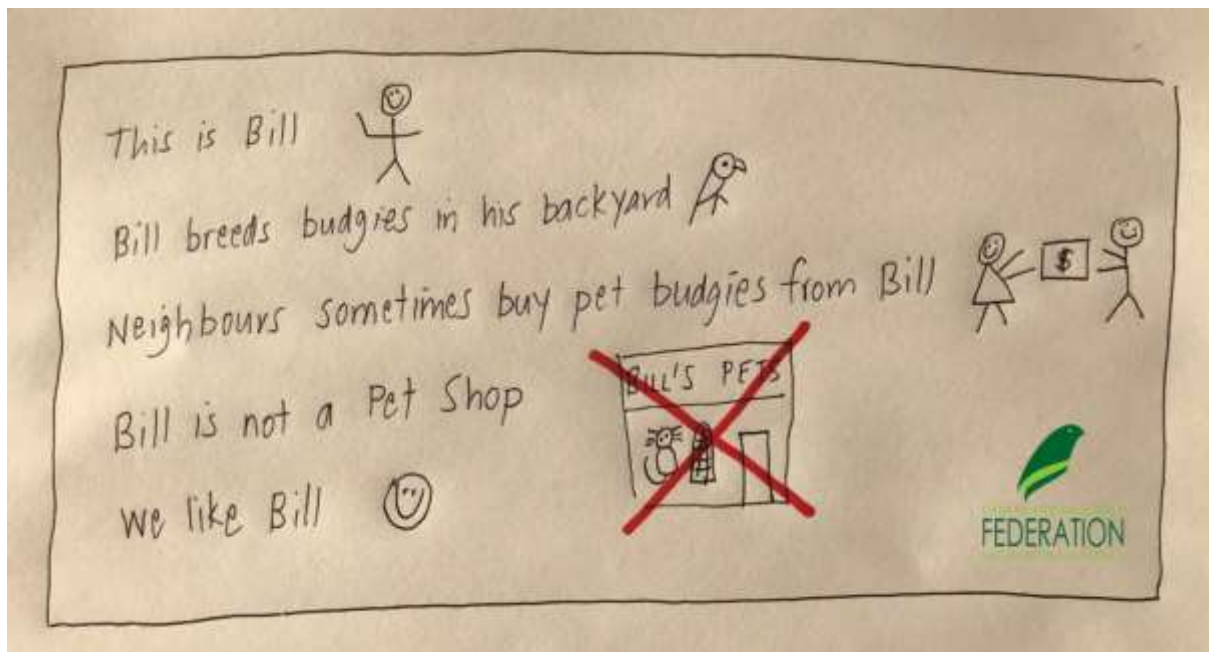 This is Bill
Bill breeds budgies in his backyard
Neighbours sometimes buy pet budgies from Bill
$
Bill is not a Pet Shop
BILL'S PETS
We like Bill
FEDERATION